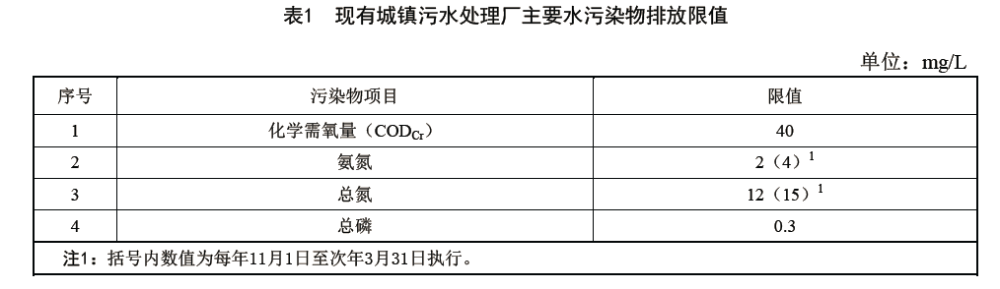 表1 现有城镇污水处理厂主要水污染物排放限值
单位：mg/L
序号 污染物项目 限值
1 化学需氧量（CODCr） 40
2 氨氮 2（4）1
3 总氮 12（15）1
4 总磷 0.3
注1：括号内数值为每年11月1日至次年3月31日执行。